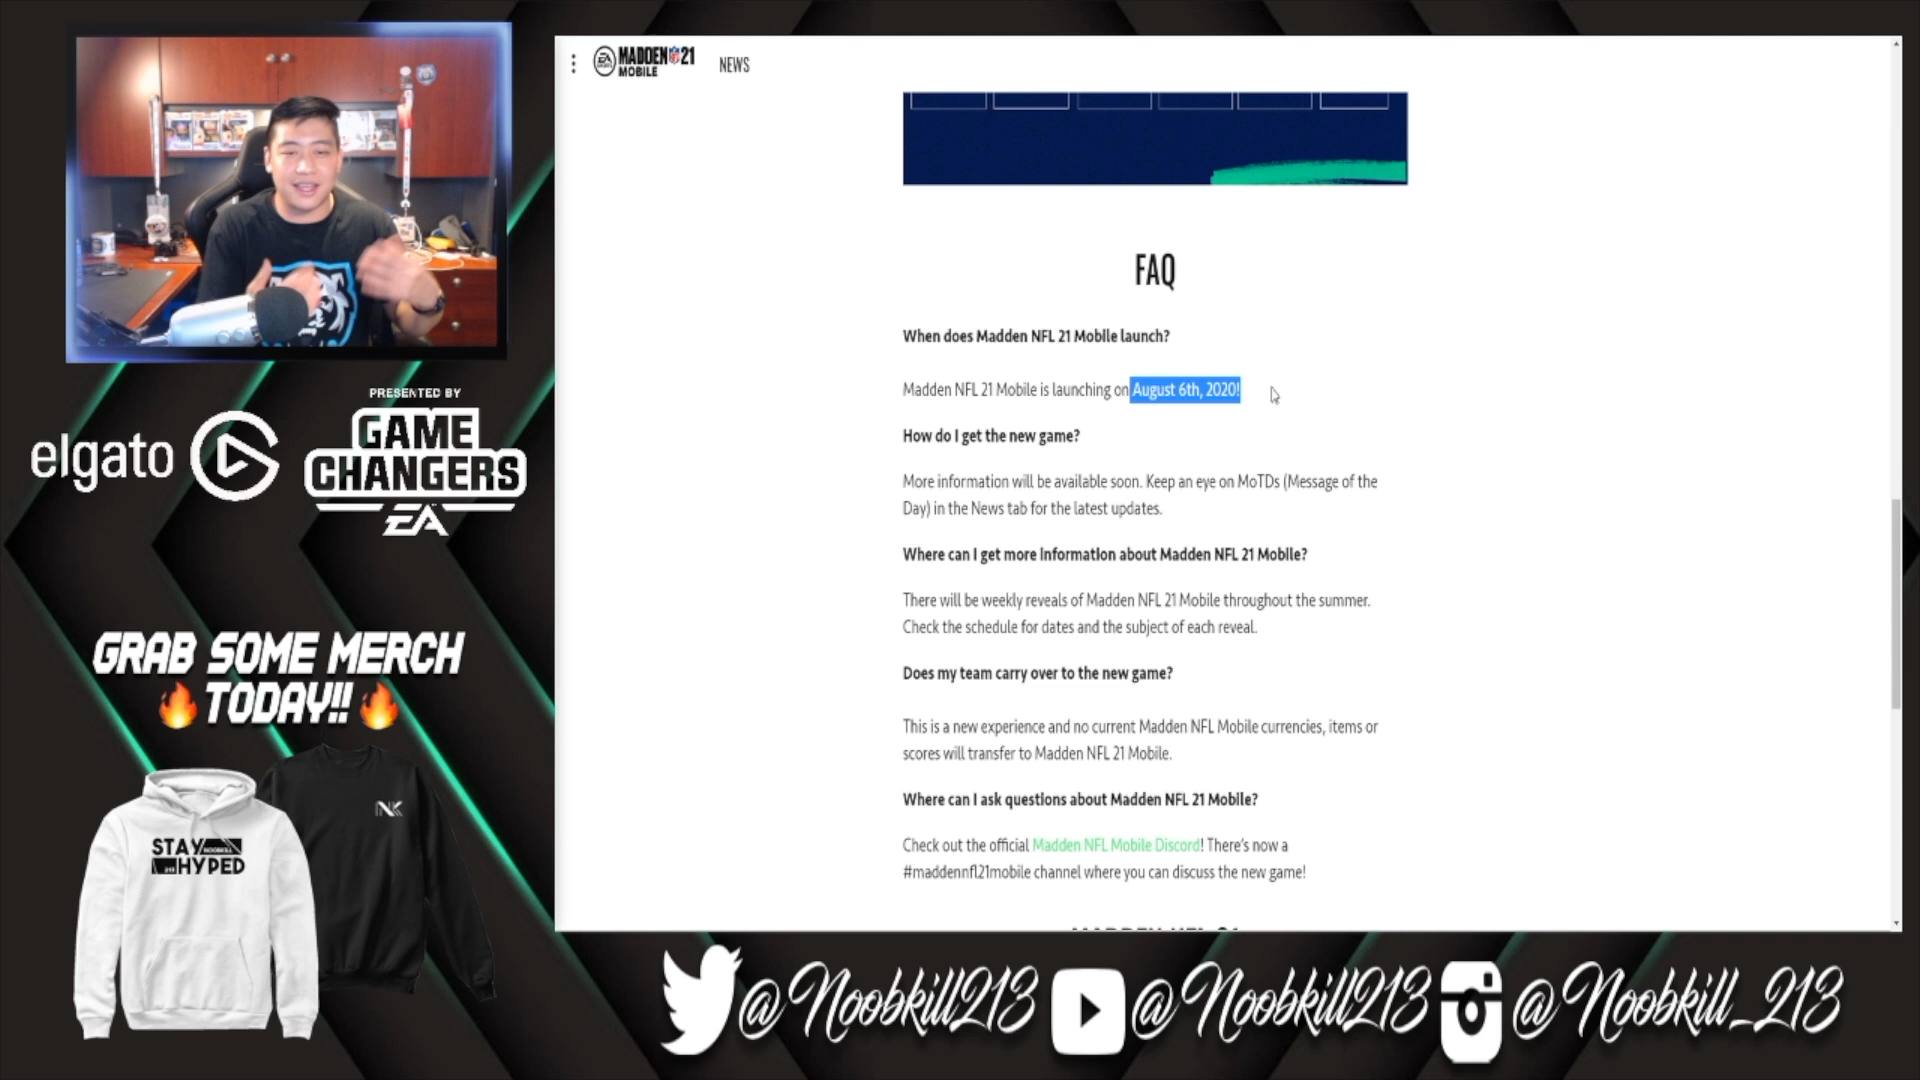 MADDEN 21
MOBILE
NEWS
FAQ
When does Madden NFL 21 Mobile launch?
Madden NFL 21 Mobile is launching on August 6th, 2020!
How do I get the new game?
More information will be available soon. Keep an eye on MoTDs (Message of the
Day) in the News tab for the latest updates.
Where can I get more information about Madden NFL 21 Mobile?
There will be weekly reveals of Madden NFL 21 Mobile throughout the summer.
Check the schedule for dates and the subject of each reveal.
Does my team carry over to the new game?
This is a new experience and no current Madden NFL Mobile currencies, items or
scores will transfer to Madden NFL 21 Mobile.
Where can I ask questions about Madden NFL 21 Mobile?
Check out the official Madden NFL Mobile Discord! There's now a
#maddennfl21mobile channel where you can discuss the new game!
PRESENTED BY
elgato
GAME
CHANGERS
EA
GRAB SOME MERCH
TODAY!!
NK
STAY
HYPED
@Noobkill213
@Noobkill213
@Noobkill_213